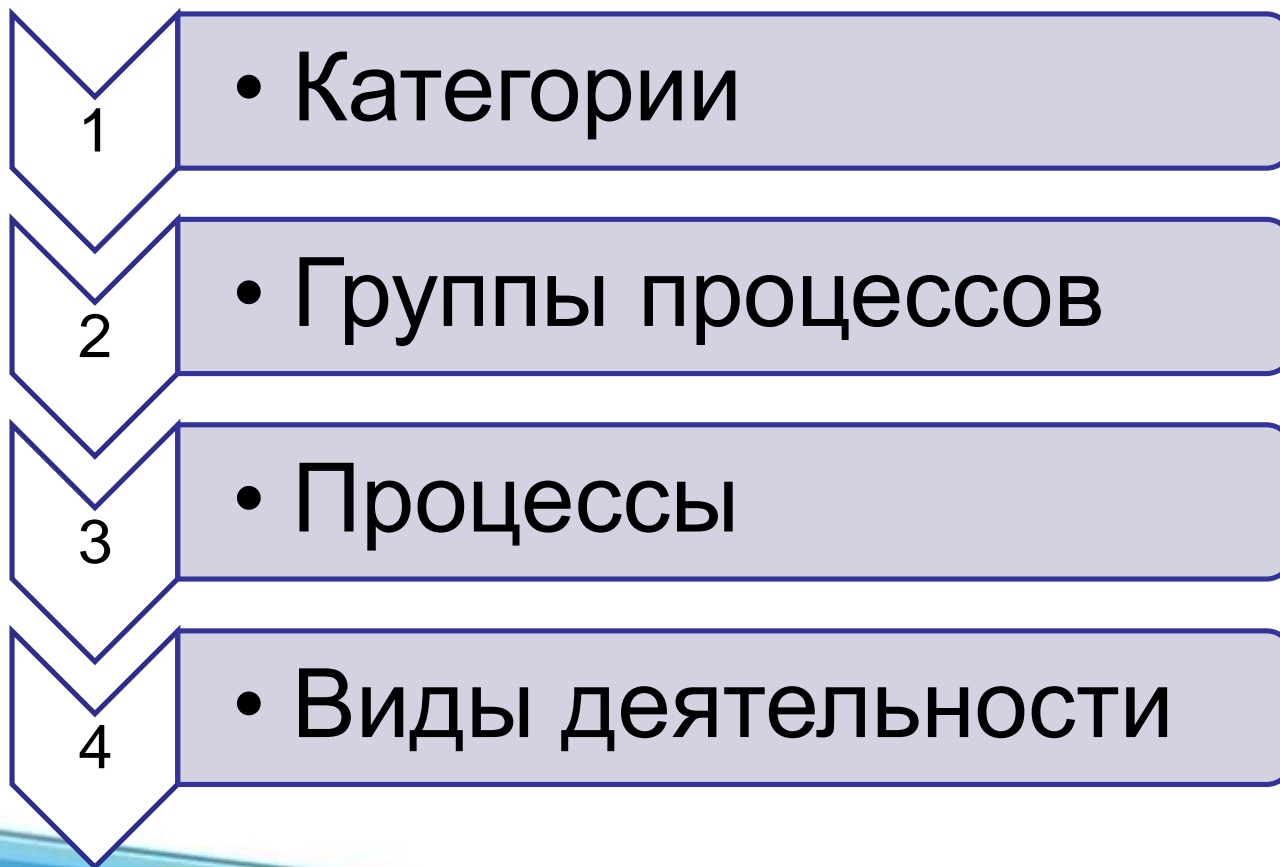 1
• Категории
2
• Группы процессов
3
• Процессы
4
• Виды деятельности